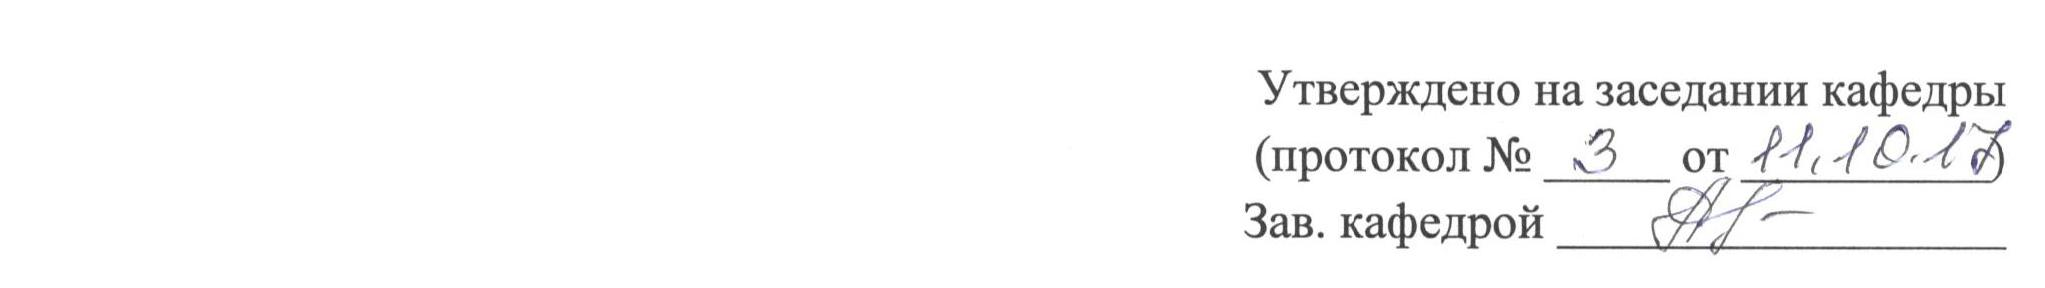 Утверждено на заседании кафедры
(протокол № 3 от 11.10.17)
Зав. кафедрой